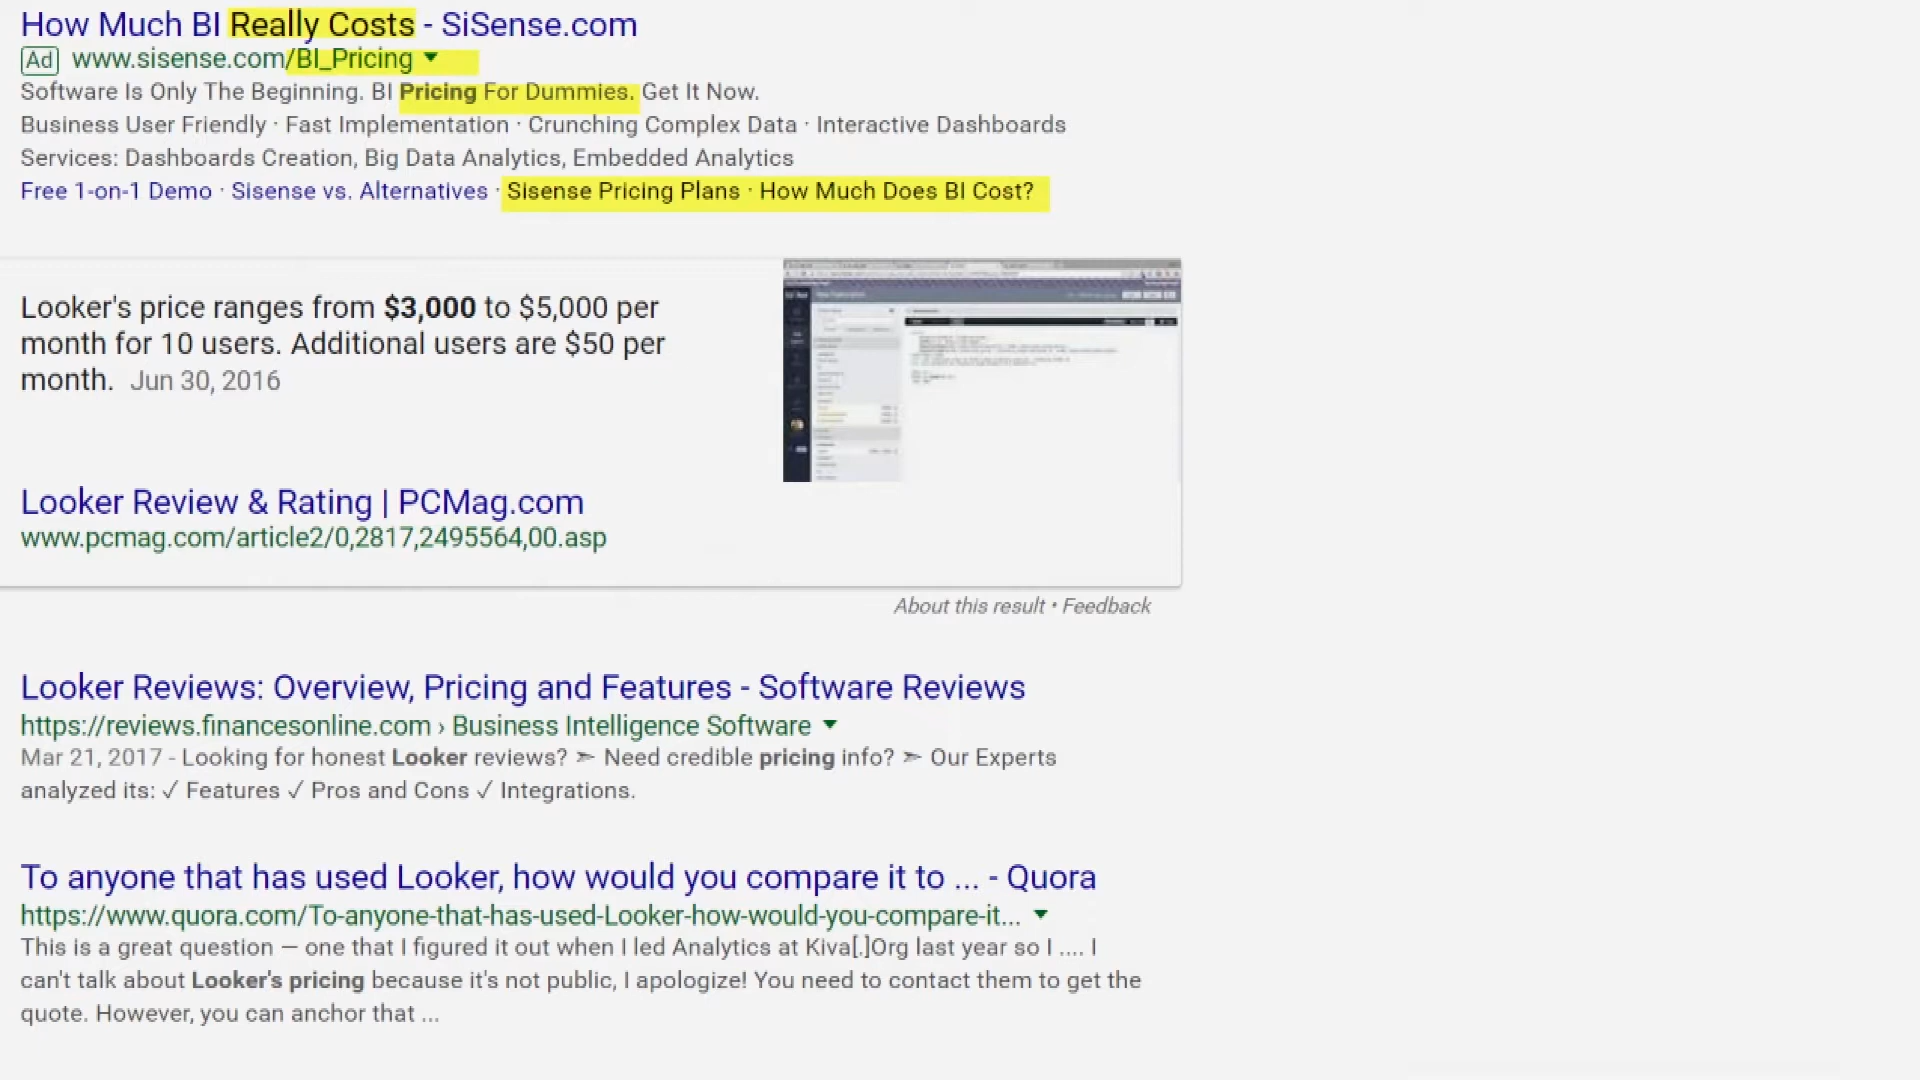 How Much BI Really Costs - SiSense.com
Ad www.sisense.com/BI_Pricing
Software Is Only The Beginning. BI Pricing For Dummies. Get It Now.
Business User Friendly · Fast Implementation · Crunching Complex Data · Interactive Dashboards
Services: Dashboards Creation, Big Data Analytics, Embedded Analytics
Free 1-on-1 Demo · Sisense vs. Alternatives · Sisense Pricing Plans · How Much Does BI Cost?
Looker's price ranges from $3,000 to $5,000 per
month for 10 users. Additional users are $50 per
month. Jun 30, 2016
Looker Review & Rating | PCMag.com
www.pcmag.com/article2/0,2817,2495564,00.asp
About this result • Feedback
Looker Reviews: Overview, Pricing and Features - Software Reviews
https://reviews.financesonline.com › Business Intelligence Software
Mar 21, 2017 - Looking for honest Looker reviews? ➣ Need credible pricing info? ➣ Our Experts
analyzed its: ✓ Features ✓ Pros and Cons ✓ Integrations.
To anyone that has used Looker, how would you compare it to ... - Quora
https://www.quora.com/To-anyone-that-has-used-Looker-how-would-you-compare-it...
This is a great question — one that I figured it out when I led Analytics at Kiva[.]Org last year so I .... I
can't talk about Looker's pricing because it's not public, I apologize! You need to contact them to get the
quote. However, you can anchor that ...